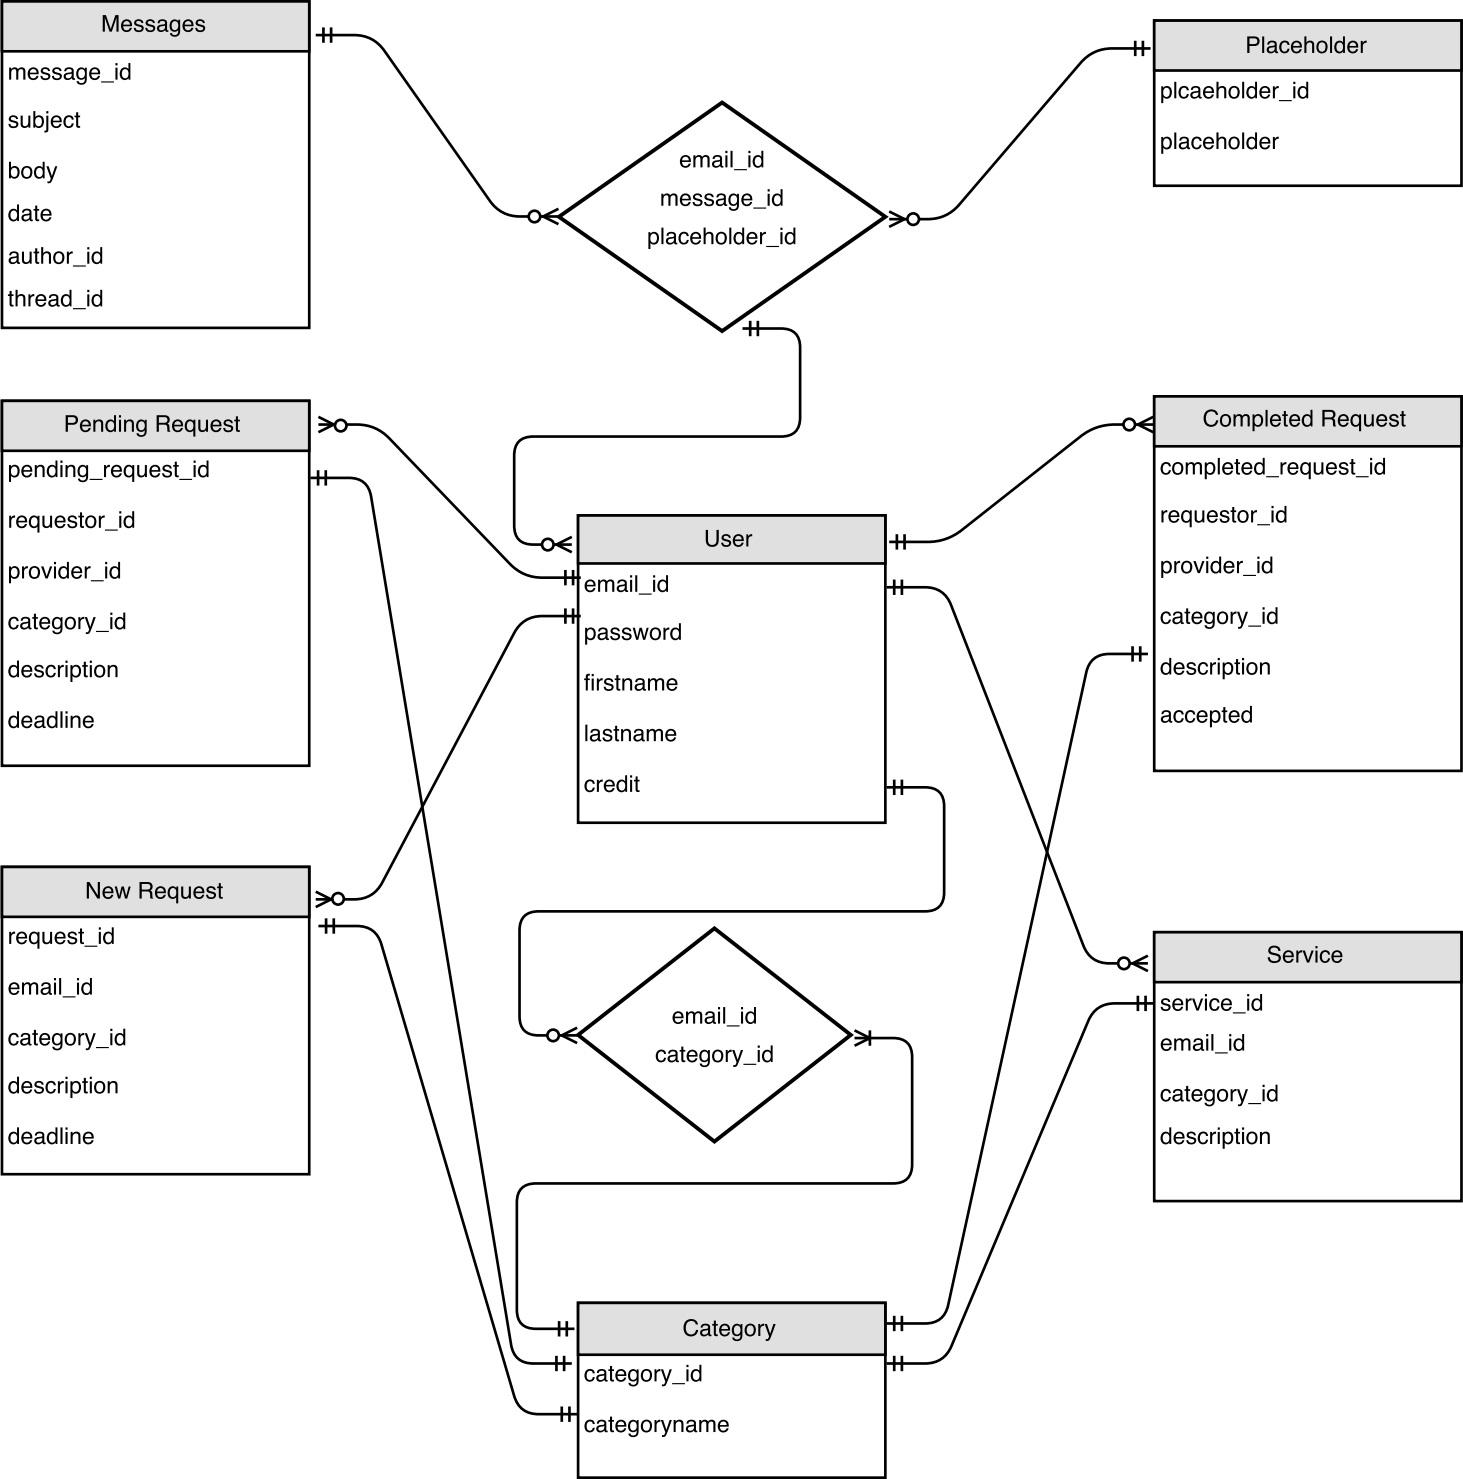 Messages
message_id
subject
body
date
author_id
thread_id
Placeholder
plcaeholder_id
placeholder
email_id
message_id
placeholder_id
Pending Request
pending_request_id
requestor_id
provider_id
category_id
description
deadline
User
email_id
password
firstname
lastname
credit
Completed Request
completed_request_id
requestor_id
provider_id
category_id
description
accepted
New Request
request_id
email_id
category_id
description
deadline
email_id
category_id
Service
service_id
email_id
category_id
description
Category
category_id
categoryname